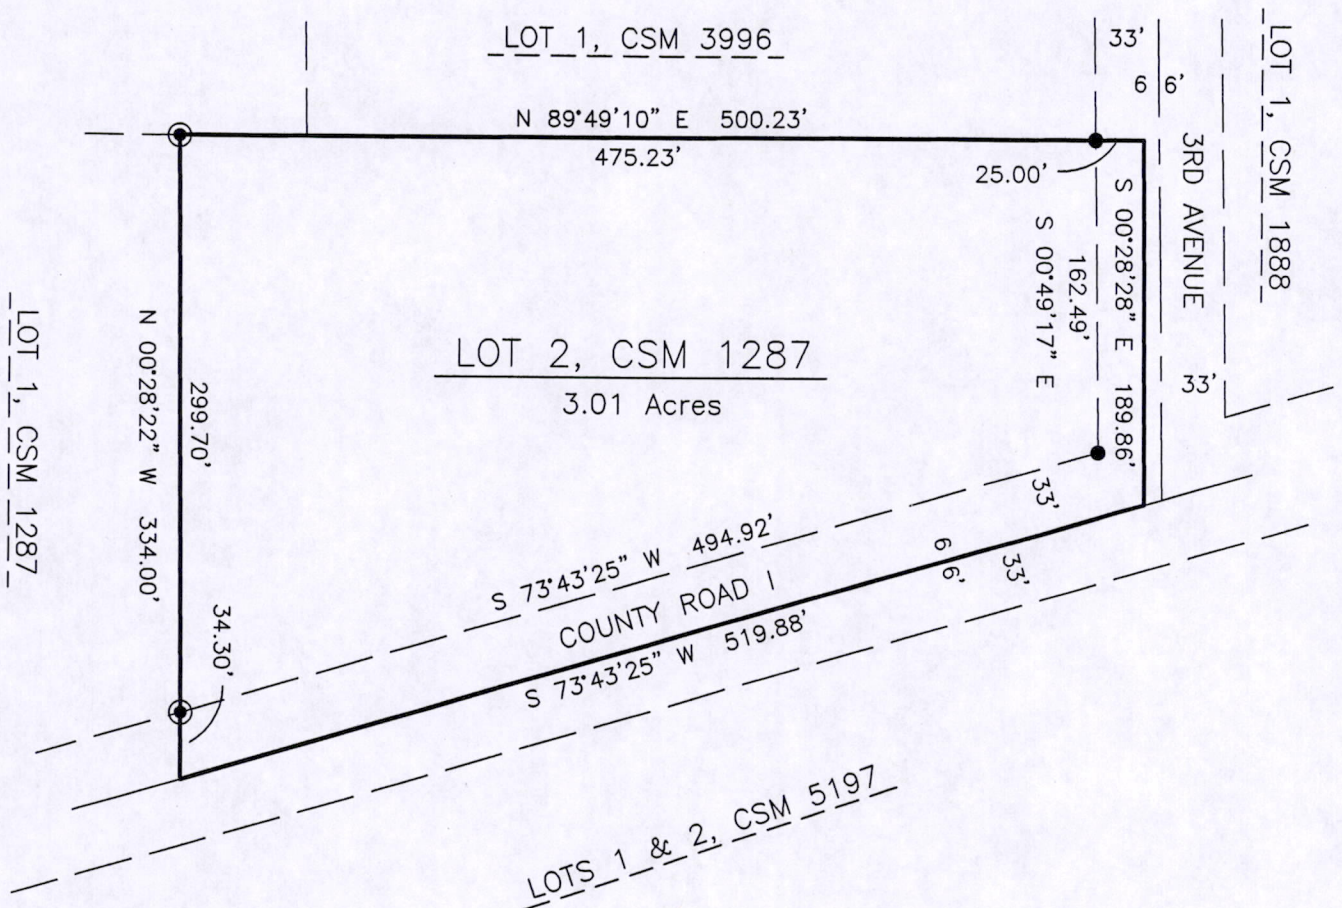 LOT 1, CSM 3996
33'
6 6'
LOT 1, CSM 1888
N 89°49'10" E 500.23'
475.23'
25.00'
3RD AVENUE
S 00°28'28" E 189.86'
162.49'
S 00°49'17" E
33'
LOT 2, CSM 1287
3.01 Acres
LOT 1, CSM 1287
N 00°28'22" W 334.00'
299.70'
34.30'
33'
S 73°43'25" W 494.92'
COUNTY ROAD I
S 73°43'25" W 519.88'
66'
33'
LOTS 1 & 2, CSM 5197